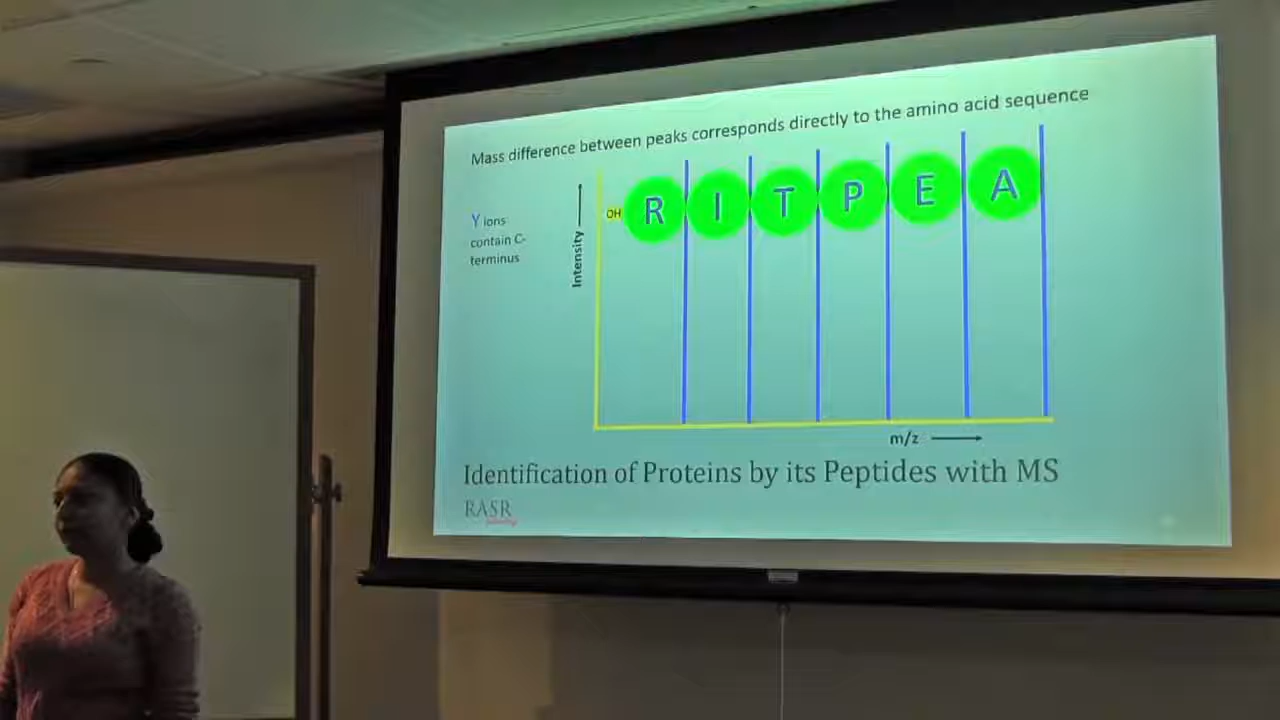 Mass difference between peaks corresponds directly to the amino acid sequence
Y ions
contain C-
terminus
Intensity
OH R I T P E A
m/z
Identification of Proteins by its Peptides with MS
RASR